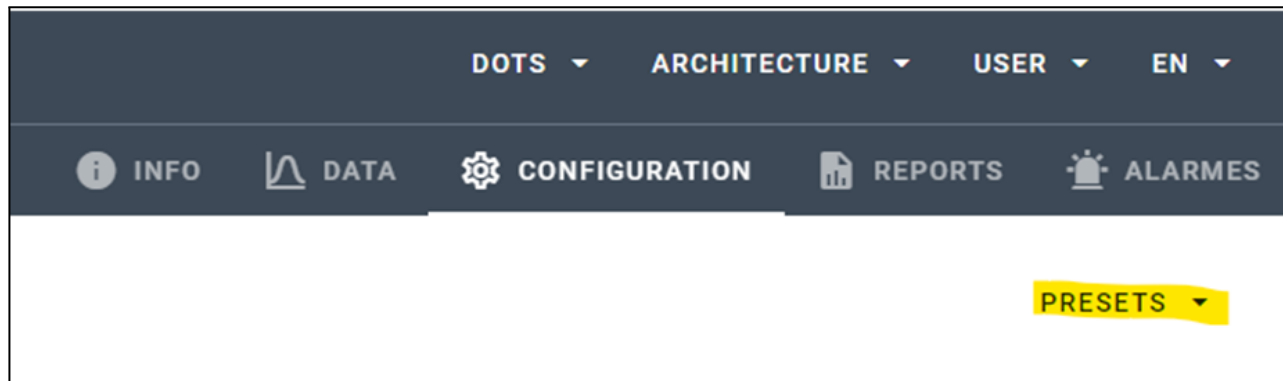 DOTS ARCHITECTURE USER EN
INFO DATA CONFIGURATION REPORTS ALARMES
PRESETS